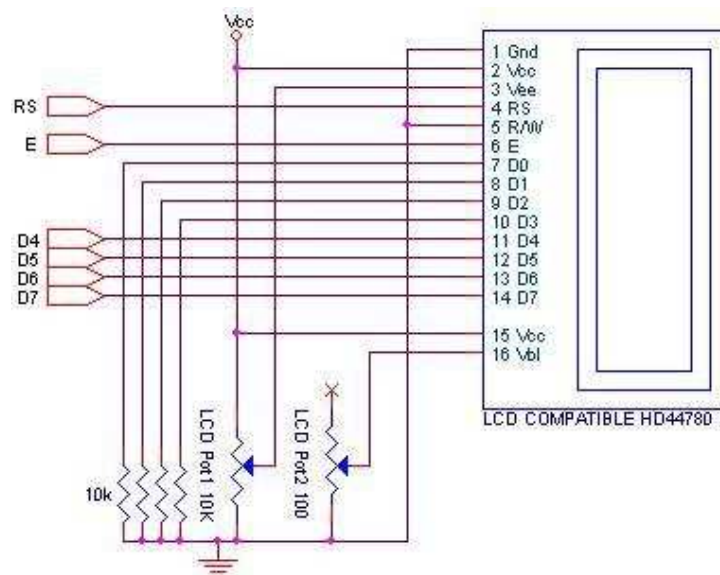 Vcc
1 Gnd
2 Vcc
3 Vee
4 RS
5 R/W
6 E
7 D0
8 D1
9 D2
10 D3
11 D4
12 D5
13 D6
14 D7
15 Vcc
16 Vbl
RS
E
D4
D5
D6
D7
LCD COMPATIBLE HD44780
10k
LCD Pot1 10K
LCD Pot2 100